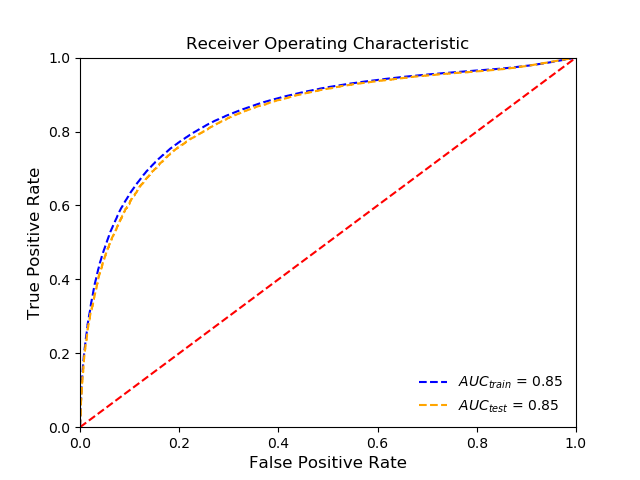 Receiver Operating Characteristic
True Positive Rate
1.0
0.8
0.6
0.4
0.2
0.0
AUC_train = 0.85
AUC_test = 0.85
0.0 0.2 0.4 0.6 0.8 1.0
False Positive Rate